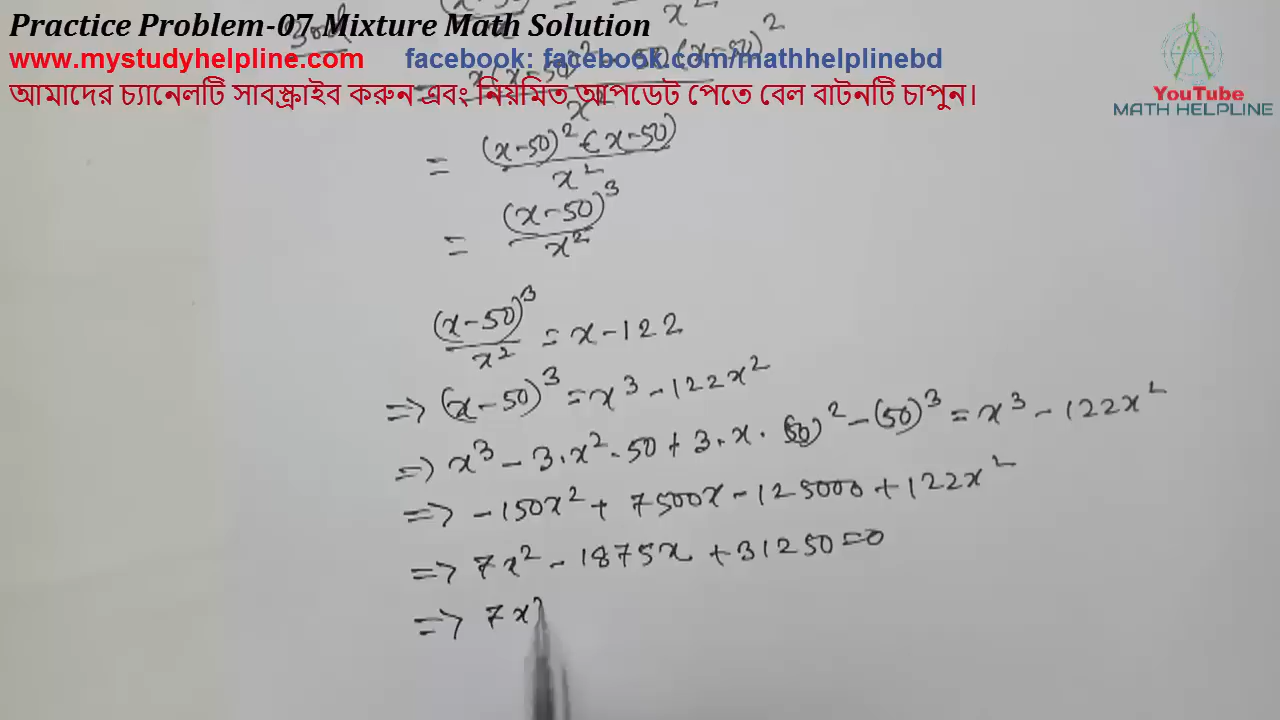 Practice Problem-07 Mixture Math Solution
www.mystudyhelpline.com facebook: facebook.com/mathhelplinebd
আমাদের চ্যানেলটি সাবস্ক্রাইব করুন এবং নিয়মিত আপডেট পেতে বেল বাটনটি চাপুন।
YouTube
MATH HELPLINE
= (x-50)² (x-50) / x²
= (x-50)³ / x²
(x-50)³ / x² = x-122
=> (x-50)³ = x³ - 122x²
=> x³ - 3.x².50 + 3.x.(50)² - (50)³ = x³ - 122x²
=> -150x² + 7500x - 125000 + 122x²
=> 7x² - 1875x + 31250 = 0
=> 7x²